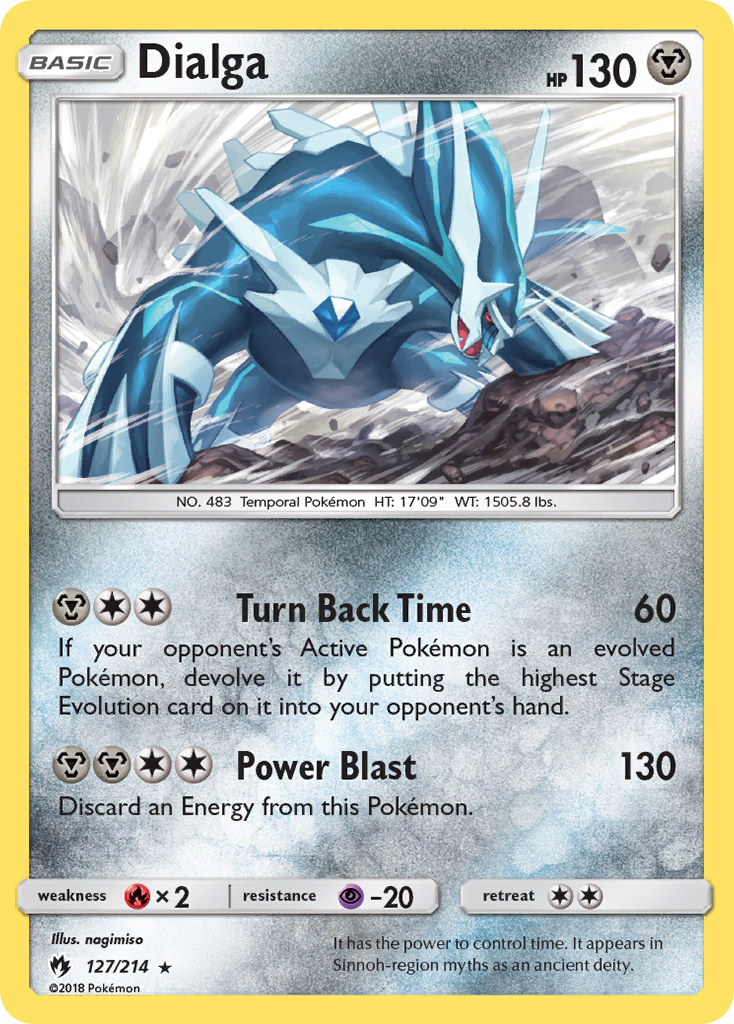 BASIC Dialga HP 130
NO. 483 Temporal Pokémon HT: 17'09" WT: 1505.8 lbs.
Turn Back Time 60
If your opponent's Active Pokémon is an evolved
Pokémon, devolve it by putting the highest Stage
Evolution card on it into your opponent's hand.
Power Blast 130
Discard an Energy from this Pokémon.
weakness × 2 resistance -20 retreat
Illus. nagimiso
127/214 ★
©2018 Pokémon
It has the power to control time. It appears in
Sinnoh-region myths as an ancient deity.